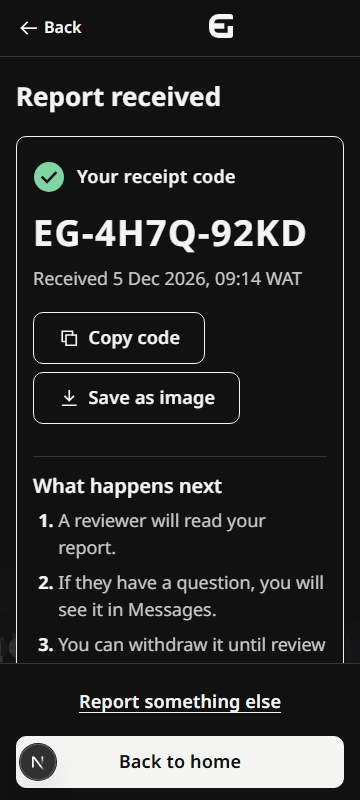 Back
Report received
Your receipt code
EG-4H7Q-92KD
Received 5 Dec 2026, 09:14 WAT
Copy code
Save as image
What happens next
1. A reviewer will read your
report.
2. If they have a question, you will
see it in Messages.
3. You can withdraw it until review
Report something else
N
Back to home